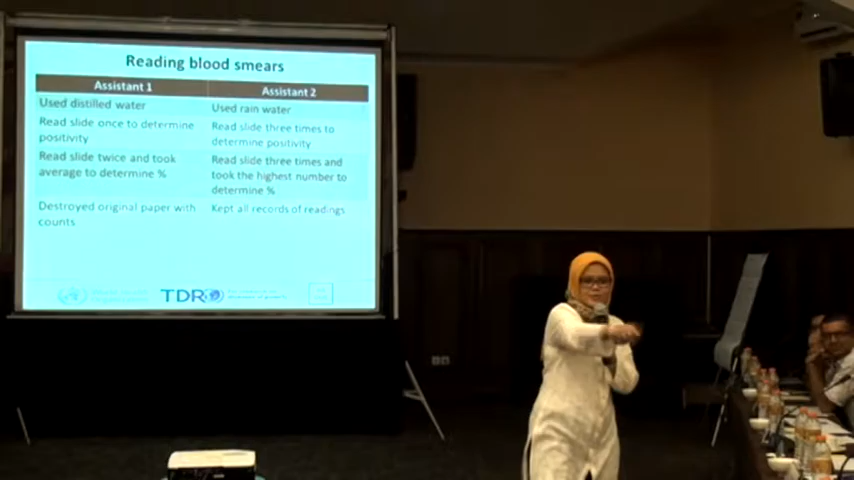 Reading blood smears
Assistant 1
Assistant 2
Used distilled water
Used rain water
Read slide once to determine
positivity
Read slide three times to
determine positivity
Read slide twice and took
average to determine %
Read slide three times and
took the highest number to
determine %
Destroyed original paper with
counts
Kept all records of readings
TDR